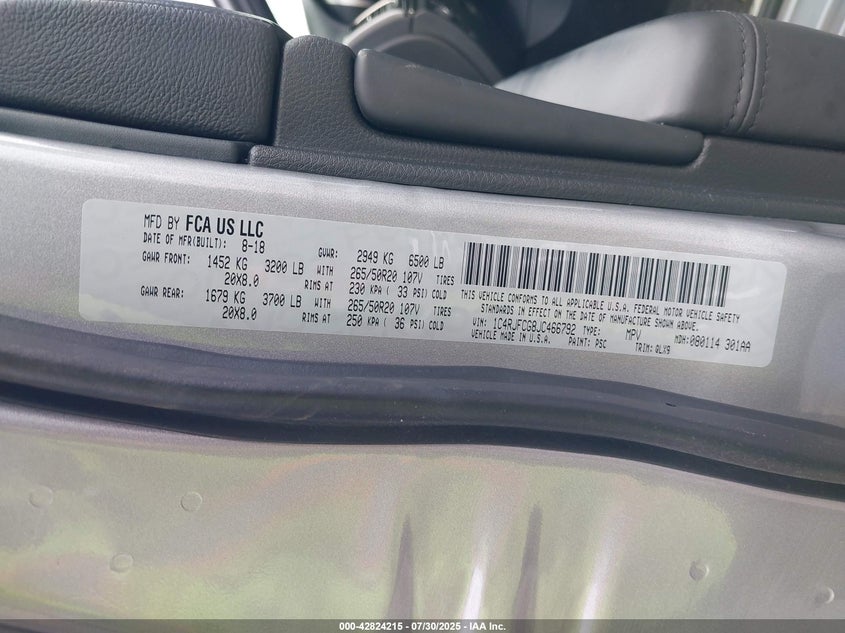 MFD BY FCA US LLC
DATE OF MFR(BUILT): 8-18 GVWR: 2949 KG 6500 LB
GAWR FRONT: 1452 KG 3200 LB WITH 265/50R20 107V TIRES
20X8.0 RIMS AT 230 KPA ( 33 PSI) COLD
GAWR REAR: 1679 KG 3700 LB WITH 265/50R20 107V TIRES
20X8.0 RIMS AT 250 KPA ( 36 PSI) COLD
THIS VEHICLE CONFORMS TO ALL APPLICABLE U.S.A. FEDERAL MOTOR VEHICLE SAFETY
STANDARDS IN EFFECT ON THE DATE OF MANUFACTURE SHOWN ABOVE.
VIN: 1C4RJFCG8JC466792 TYPE: MPV MDH: 080114 301AA
VEHICLE MADE IN U.S.A. PAINT: PSC TRIM: QLX9
000-42824215 - 07/30/2025 - IAA Inc.